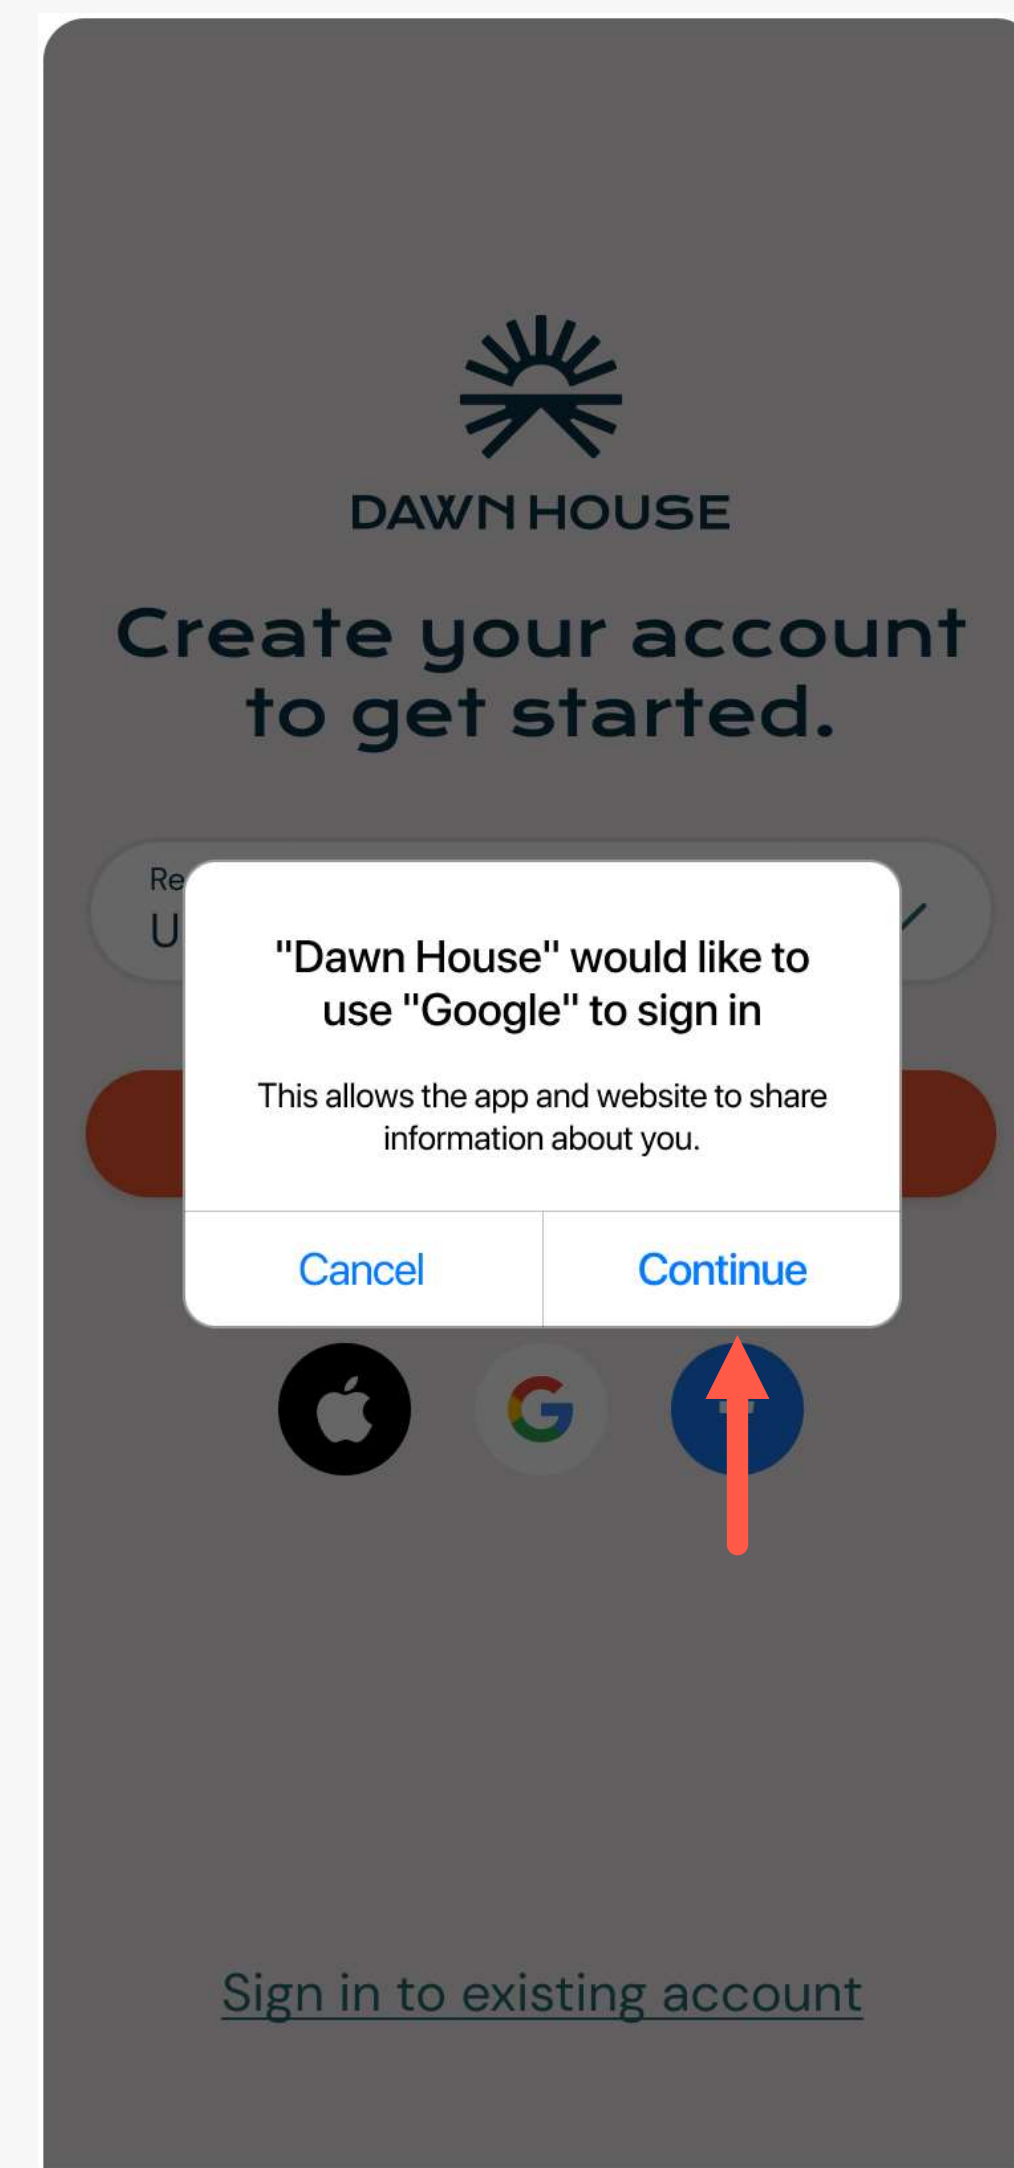 DAWN HOUSE
Create your account
to get started.
Re
U
"Dawn House" would like to
use "Google" to sign in
This allows the app and website to share
information about you.
Cancel
Continue
Sign in to existing account